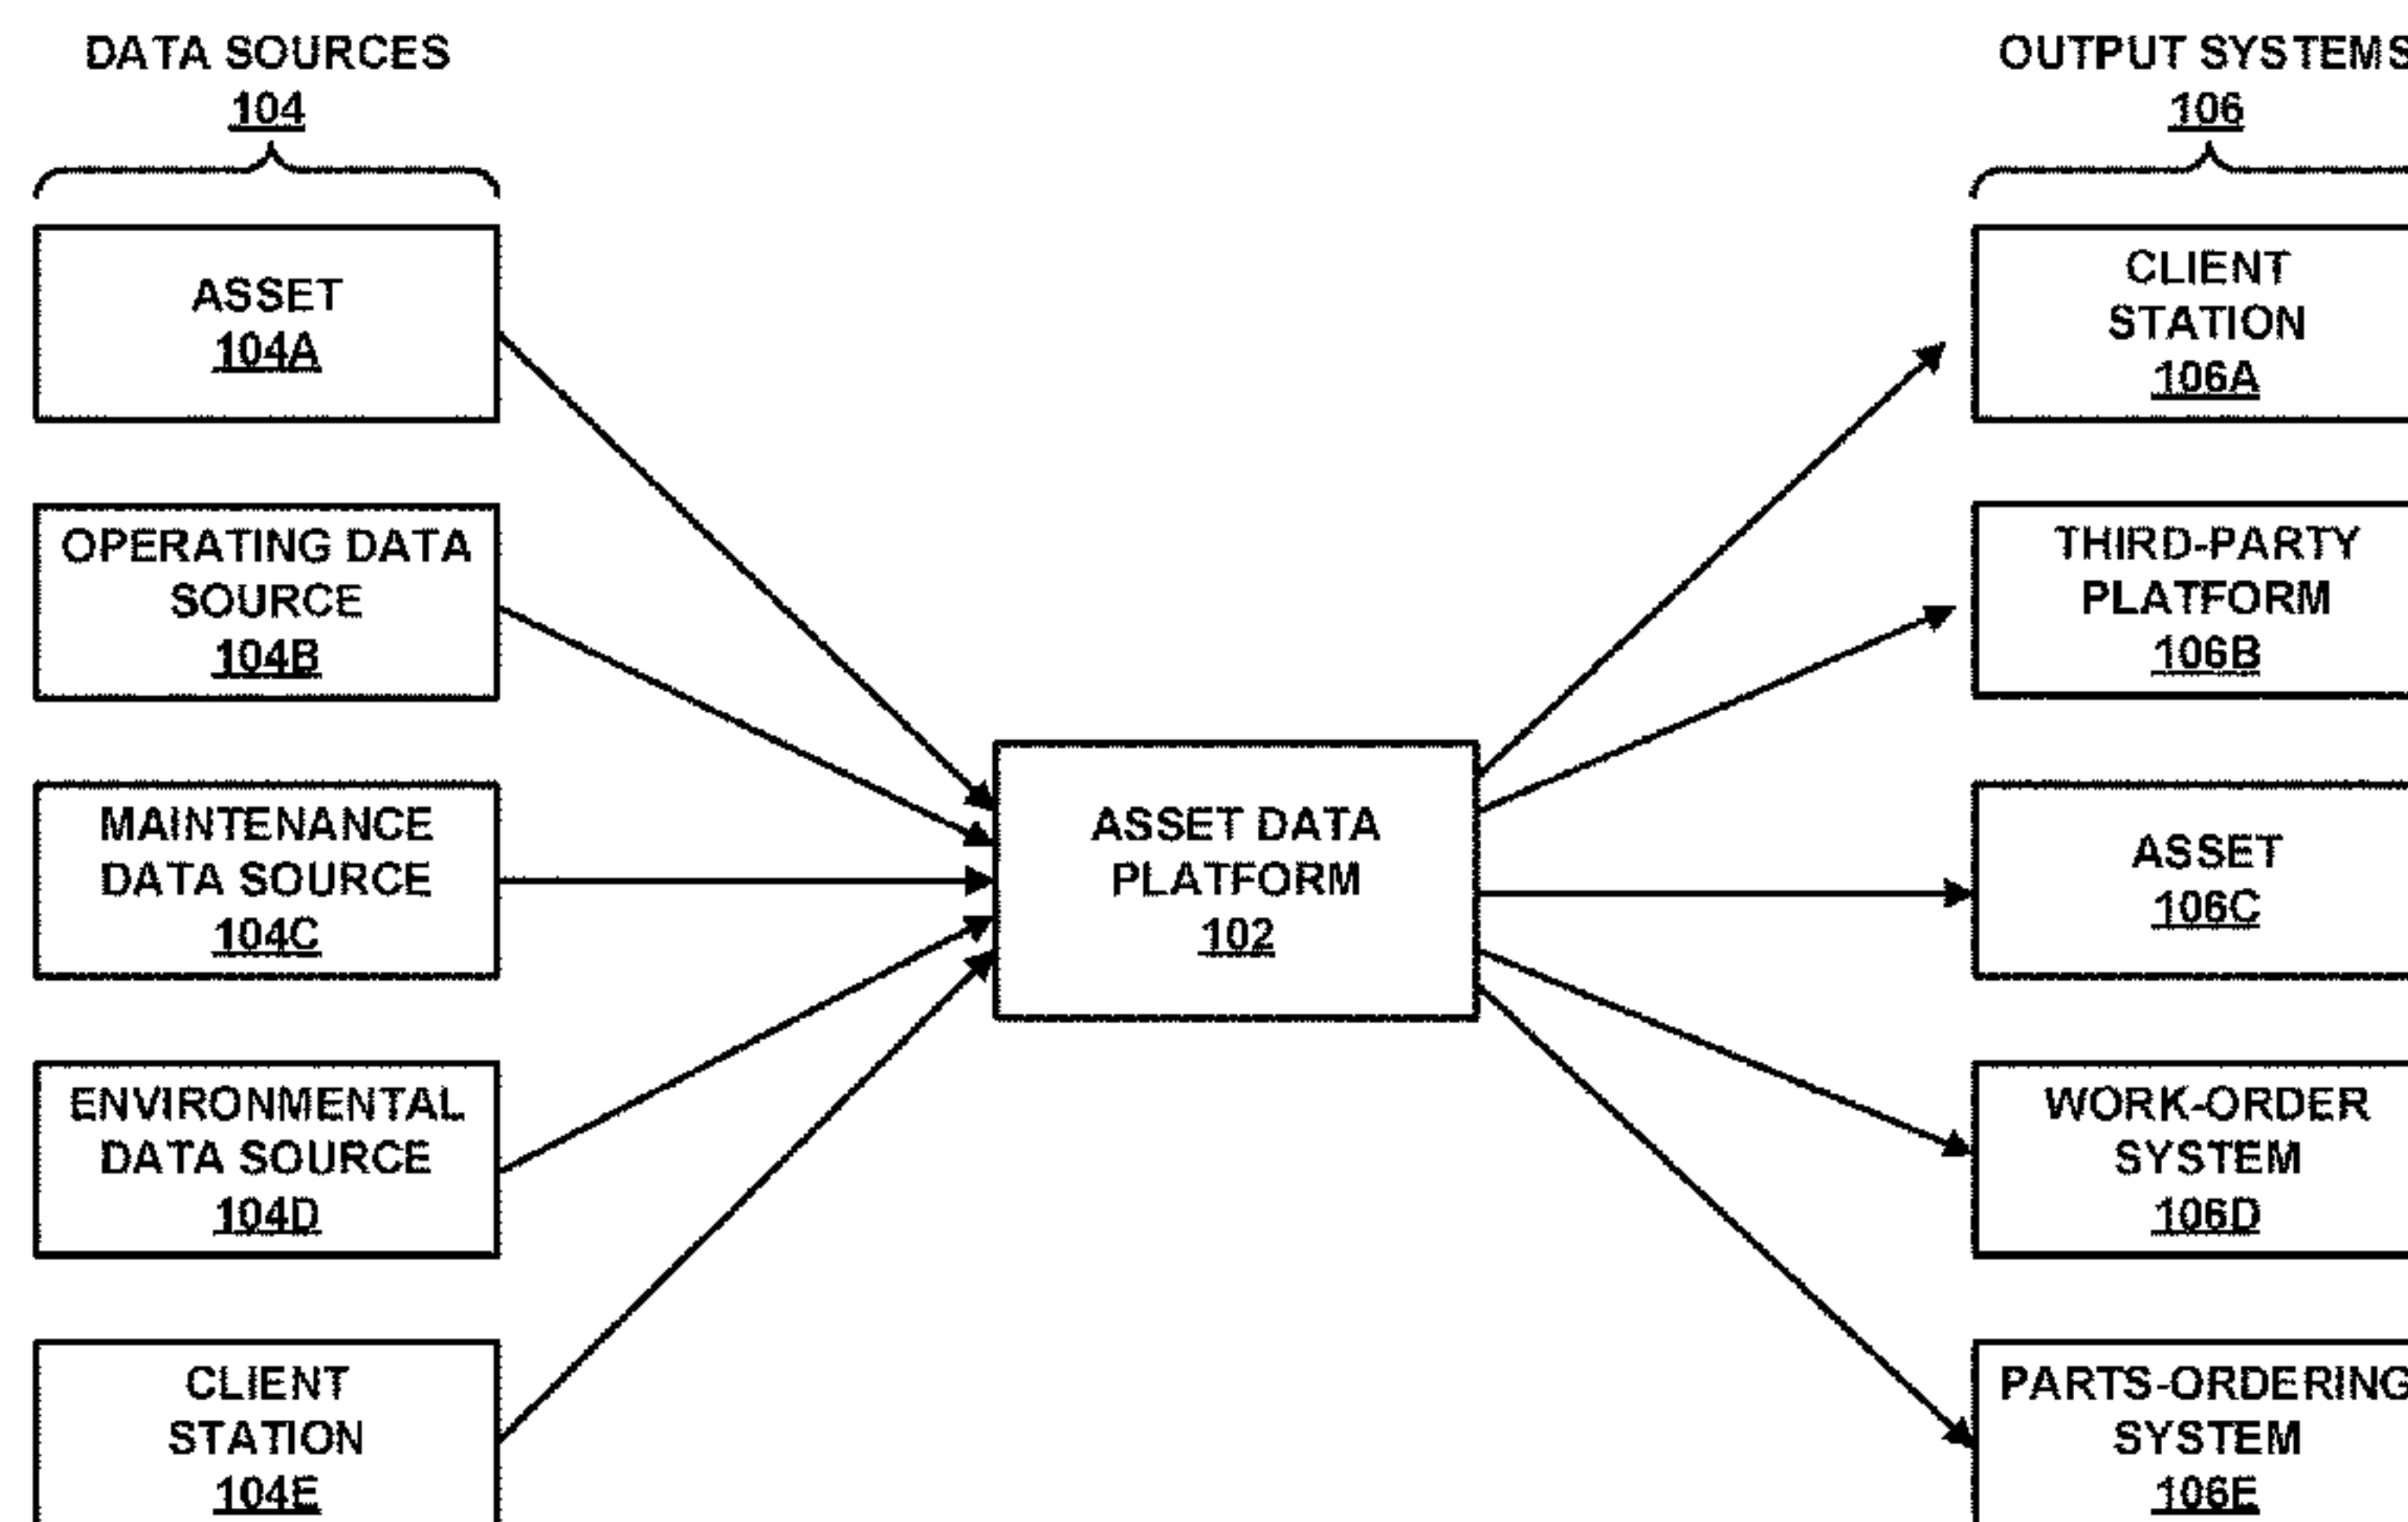 DATA SOURCES
104
ASSET
104A
OPERATING DATA
SOURCE
104B
MAINTENANCE
DATA SOURCE
104C
ENVIRONMENTAL
DATA SOURCE
104D
CLIENT
STATION
104E
ASSET DATA
PLATFORM
102
OUTPUT SYSTEMS
106
CLIENT
STATION
106A
THIRD-PARTY
PLATFORM
106B
ASSET
106C
WORK-ORDER
SYSTEM
106D
PARTS-ORDERING
SYSTEM
106E